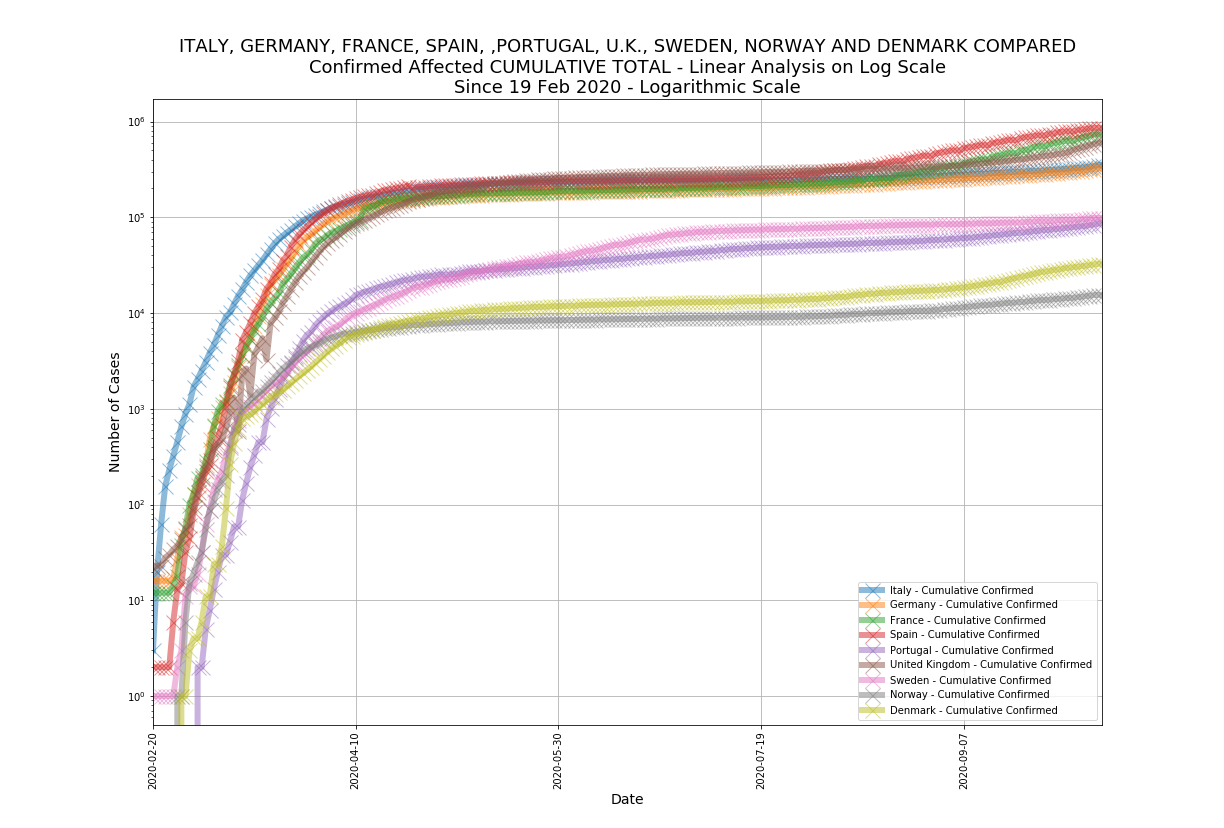 ITALY, GERMANY, FRANCE, SPAIN, ,PORTUGAL, U.K., SWEDEN, NORWAY AND DENMARK COMPARED
Confirmed Affected CUMULATIVE TOTAL - Linear Analysis on Log Scale
Since 19 Feb 2020 - Logarithmic Scale
Number of Cases
10⁶
10⁵
10⁴
10³
10²
10¹
10⁰
Italy - Cumulative Confirmed
Germany - Cumulative Confirmed
France - Cumulative Confirmed
Spain - Cumulative Confirmed
Portugal - Cumulative Confirmed
United Kingdom - Cumulative Confirmed
Sweden - Cumulative Confirmed
Norway - Cumulative Confirmed
Denmark - Cumulative Confirmed
2020-02-20
2020-04-10
2020-05-30
2020-07-19
2020-09-07
Date